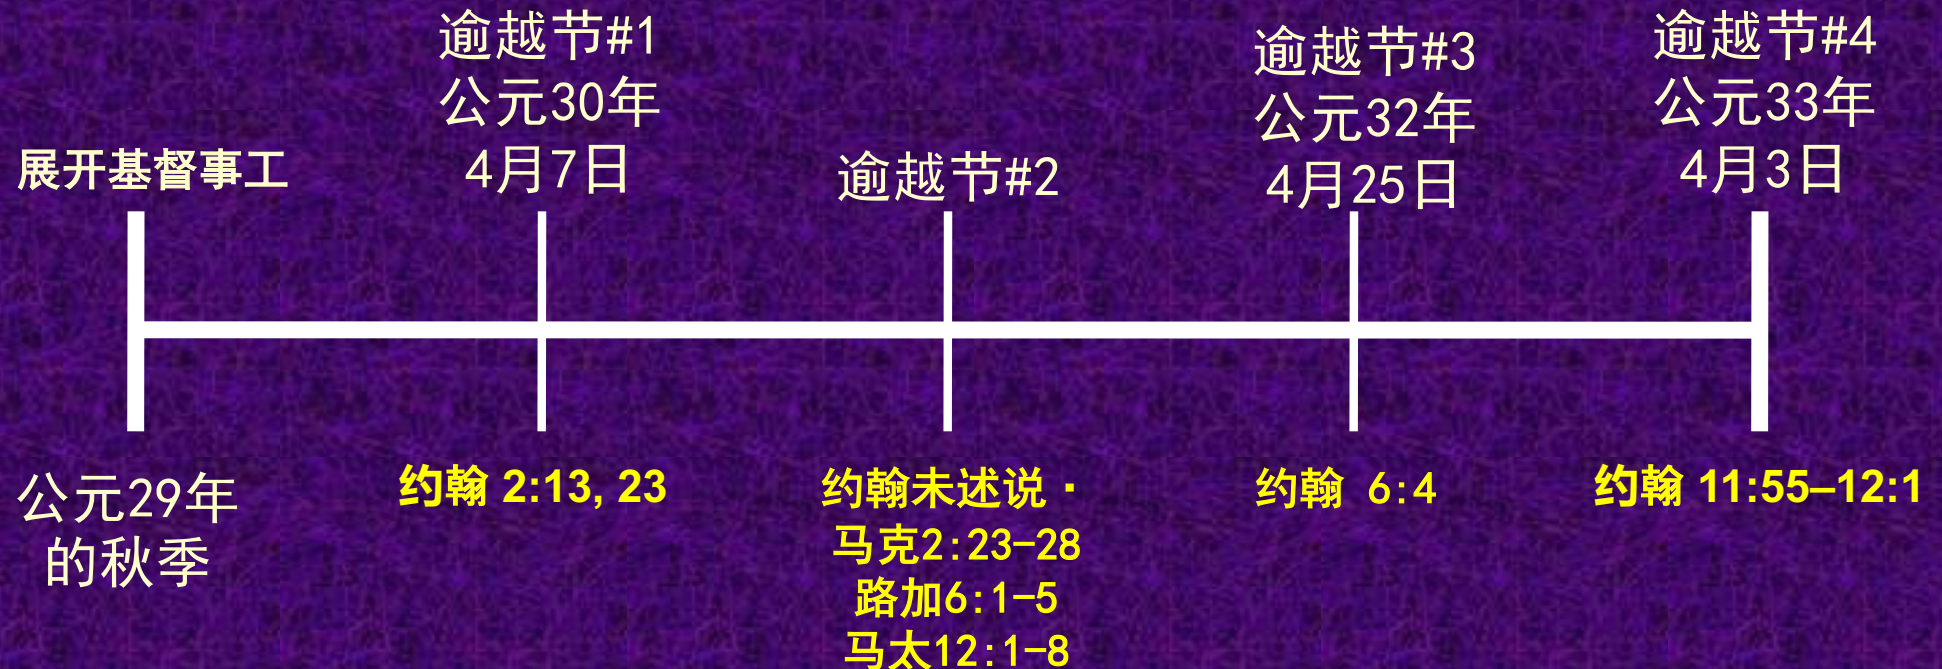 展开基督事工
公元29年
的秋季
逾越节#1
公元30年
4月7日
约翰 2:13, 23
逾越节#2
约翰未述说·
马克2:23-28
路加6:1-5
马太12:1-8
逾越节#3
公元32年
4月25日
约翰 6:4
逾越节#4
公元33年
4月3日
约翰 11:55–12:1